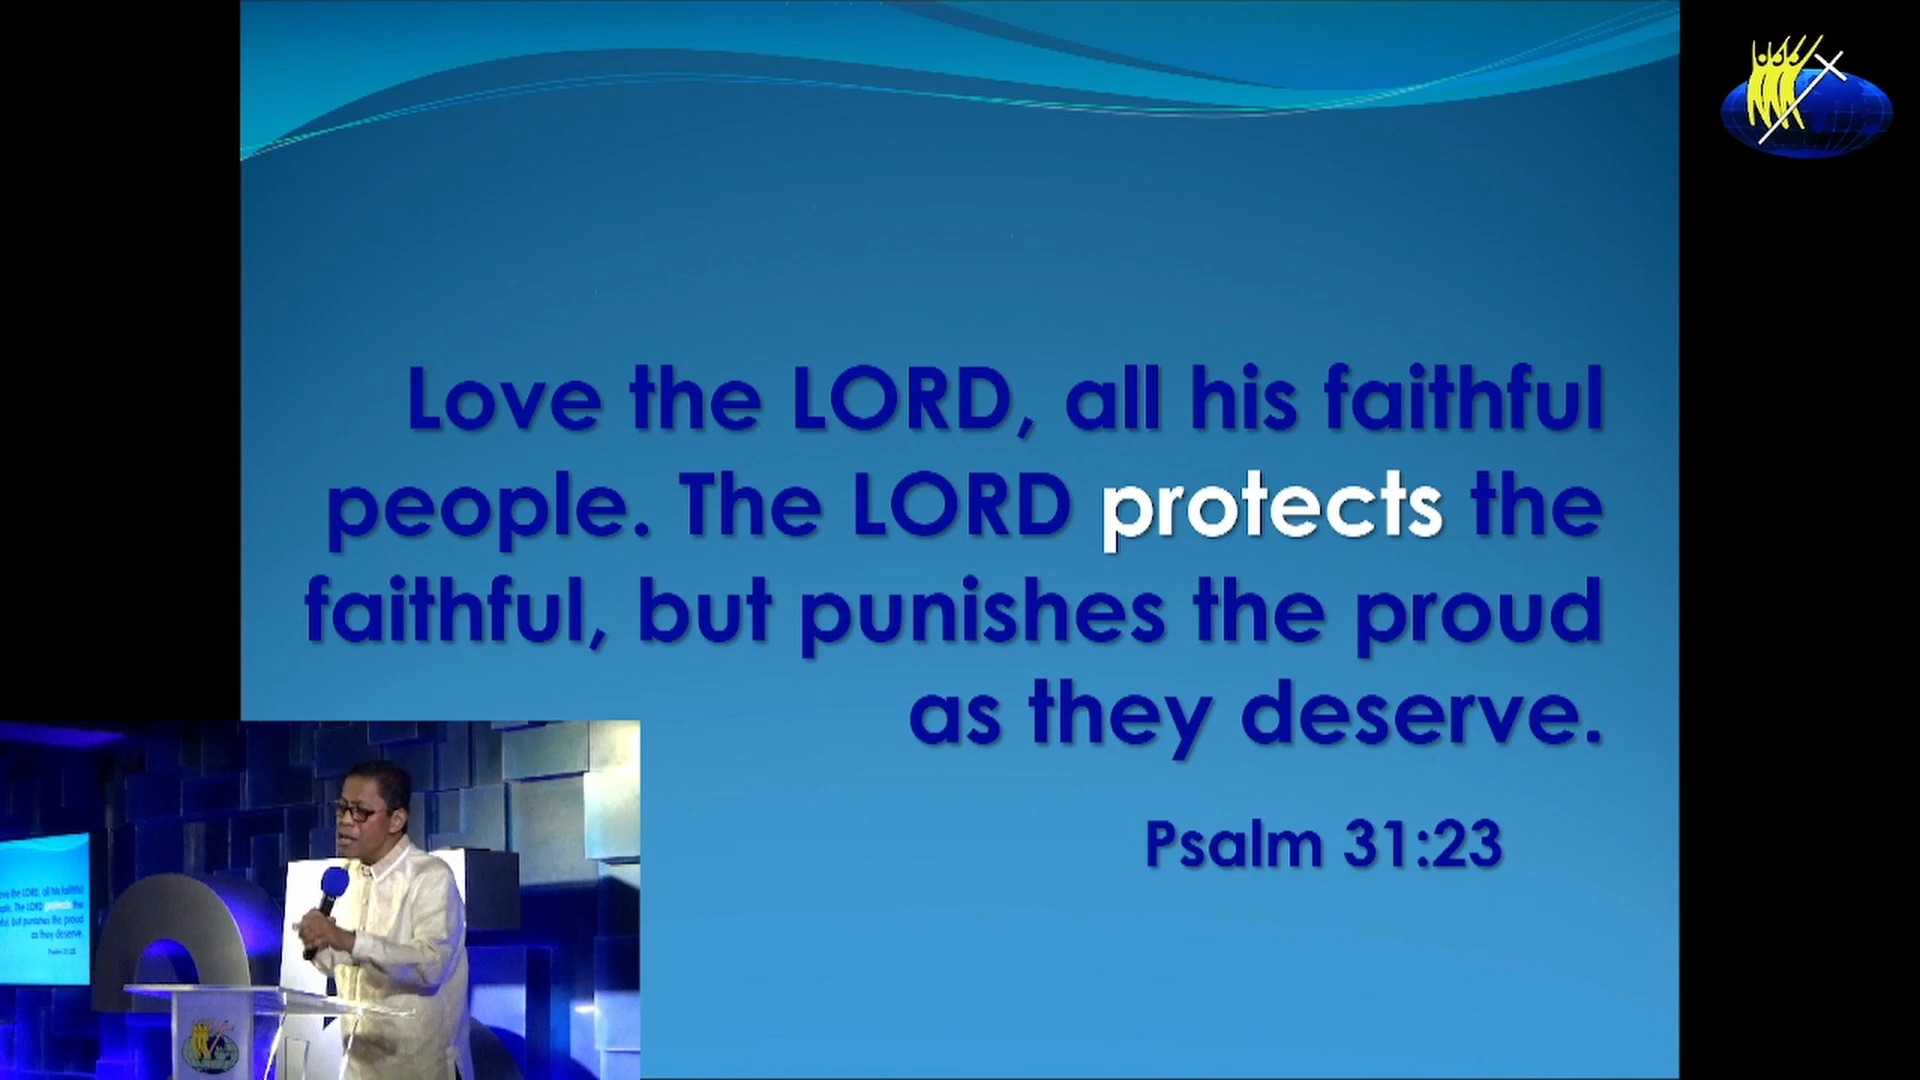 Love the LORD, all his faithful
people. The LORD protects the
faithful, but punishes the proud
as they deserve.
Psalm 31:23